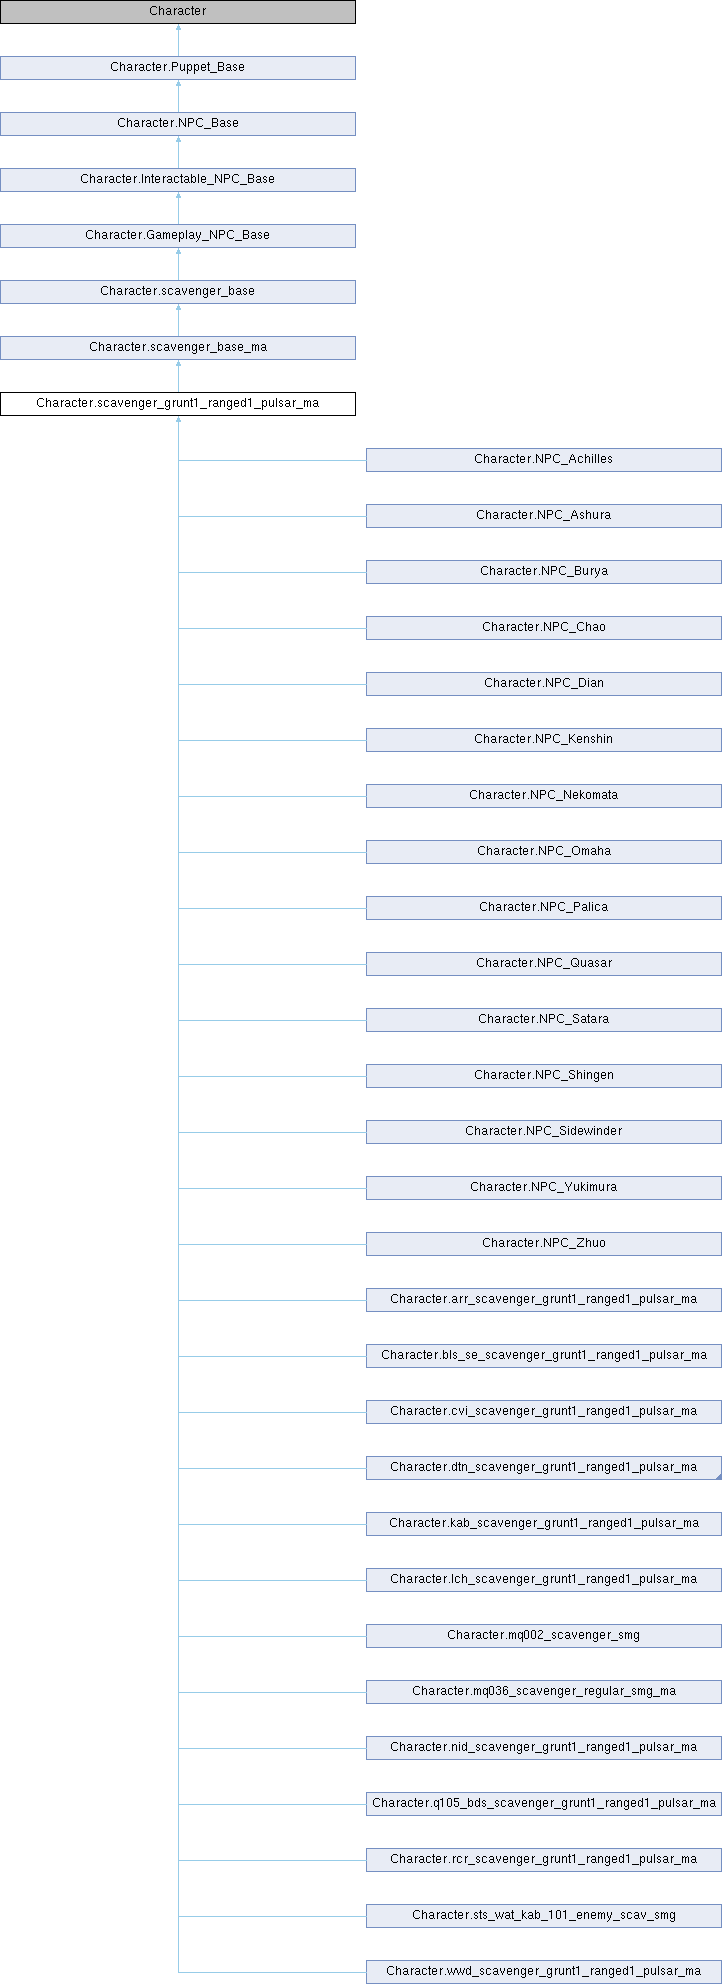 Character
Character.Puppet_Base
Character.NPC_Base
Character.Interactable_NPC_Base
Character.Gameplay_NPC_Base
Character.scavenger_base
Character.scavenger_base_ma
Character.scavenger_grunt1_ranged1_pulsar_ma
Character.NPC_Achilles
Character.NPC_Ashura
Character.NPC_Burya
Character.NPC_Chao
Character.NPC_Dian
Character.NPC_Kenshin
Character.NPC_Nekomata
Character.NPC_Omaha
Character.NPC_Palica
Character.NPC_Quasar
Character.NPC_Satara
Character.NPC_Shingen
Character.NPC_Sidewinder
Character.NPC_Yukimura
Character.NPC_Zhuo
Character.arr_scavenger_grunt1_ranged1_pulsar_ma
Character.bls_se_scavenger_grunt1_ranged1_pulsar_ma
Character.cvi_scavenger_grunt1_ranged1_pulsar_ma
Character.dtn_scavenger_grunt1_ranged1_pulsar_ma
Character.kab_scavenger_grunt1_ranged1_pulsar_ma
Character.lch_scavenger_grunt1_ranged1_pulsar_ma
Character.mq002_scavenger_smg
Character.mq036_scavenger_regular_smg_ma
Character.nid_scavenger_grunt1_ranged1_pulsar_ma
Character.q105_bds_scavenger_grunt1_ranged1_pulsar_ma
Character.rcr_scavenger_grunt1_ranged1_pulsar_ma
Character.sts_wat_kab_101_enemy_scav_smg
Character.wwd_scavenger_grunt1_ranged1_pulsar_ma